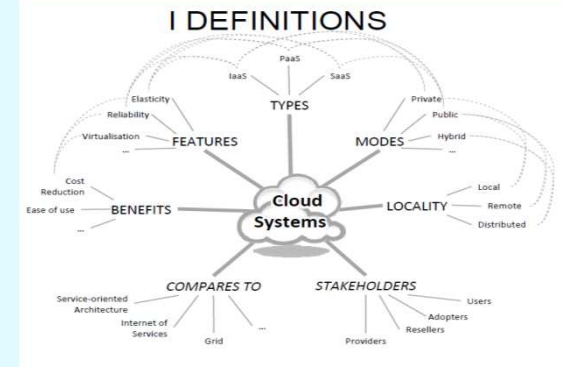 I DEFINITIONS
PaaS
IaaS
SaaS
TYPES
Elasticity
Reliability
Virtualisation
...
FEATURES
Private
Public
Hybrid
...
MODES
Cost
Reduction
Ease of use
...
BENEFITS
Cloud
Systems
LOCALITY
Local
Remote
Distributed
COMPARES TO
Service-oriented
Architecture
Internet of
Services
Grid
...
STAKEHOLDERS
Users
Adopters
Resellers
Providers